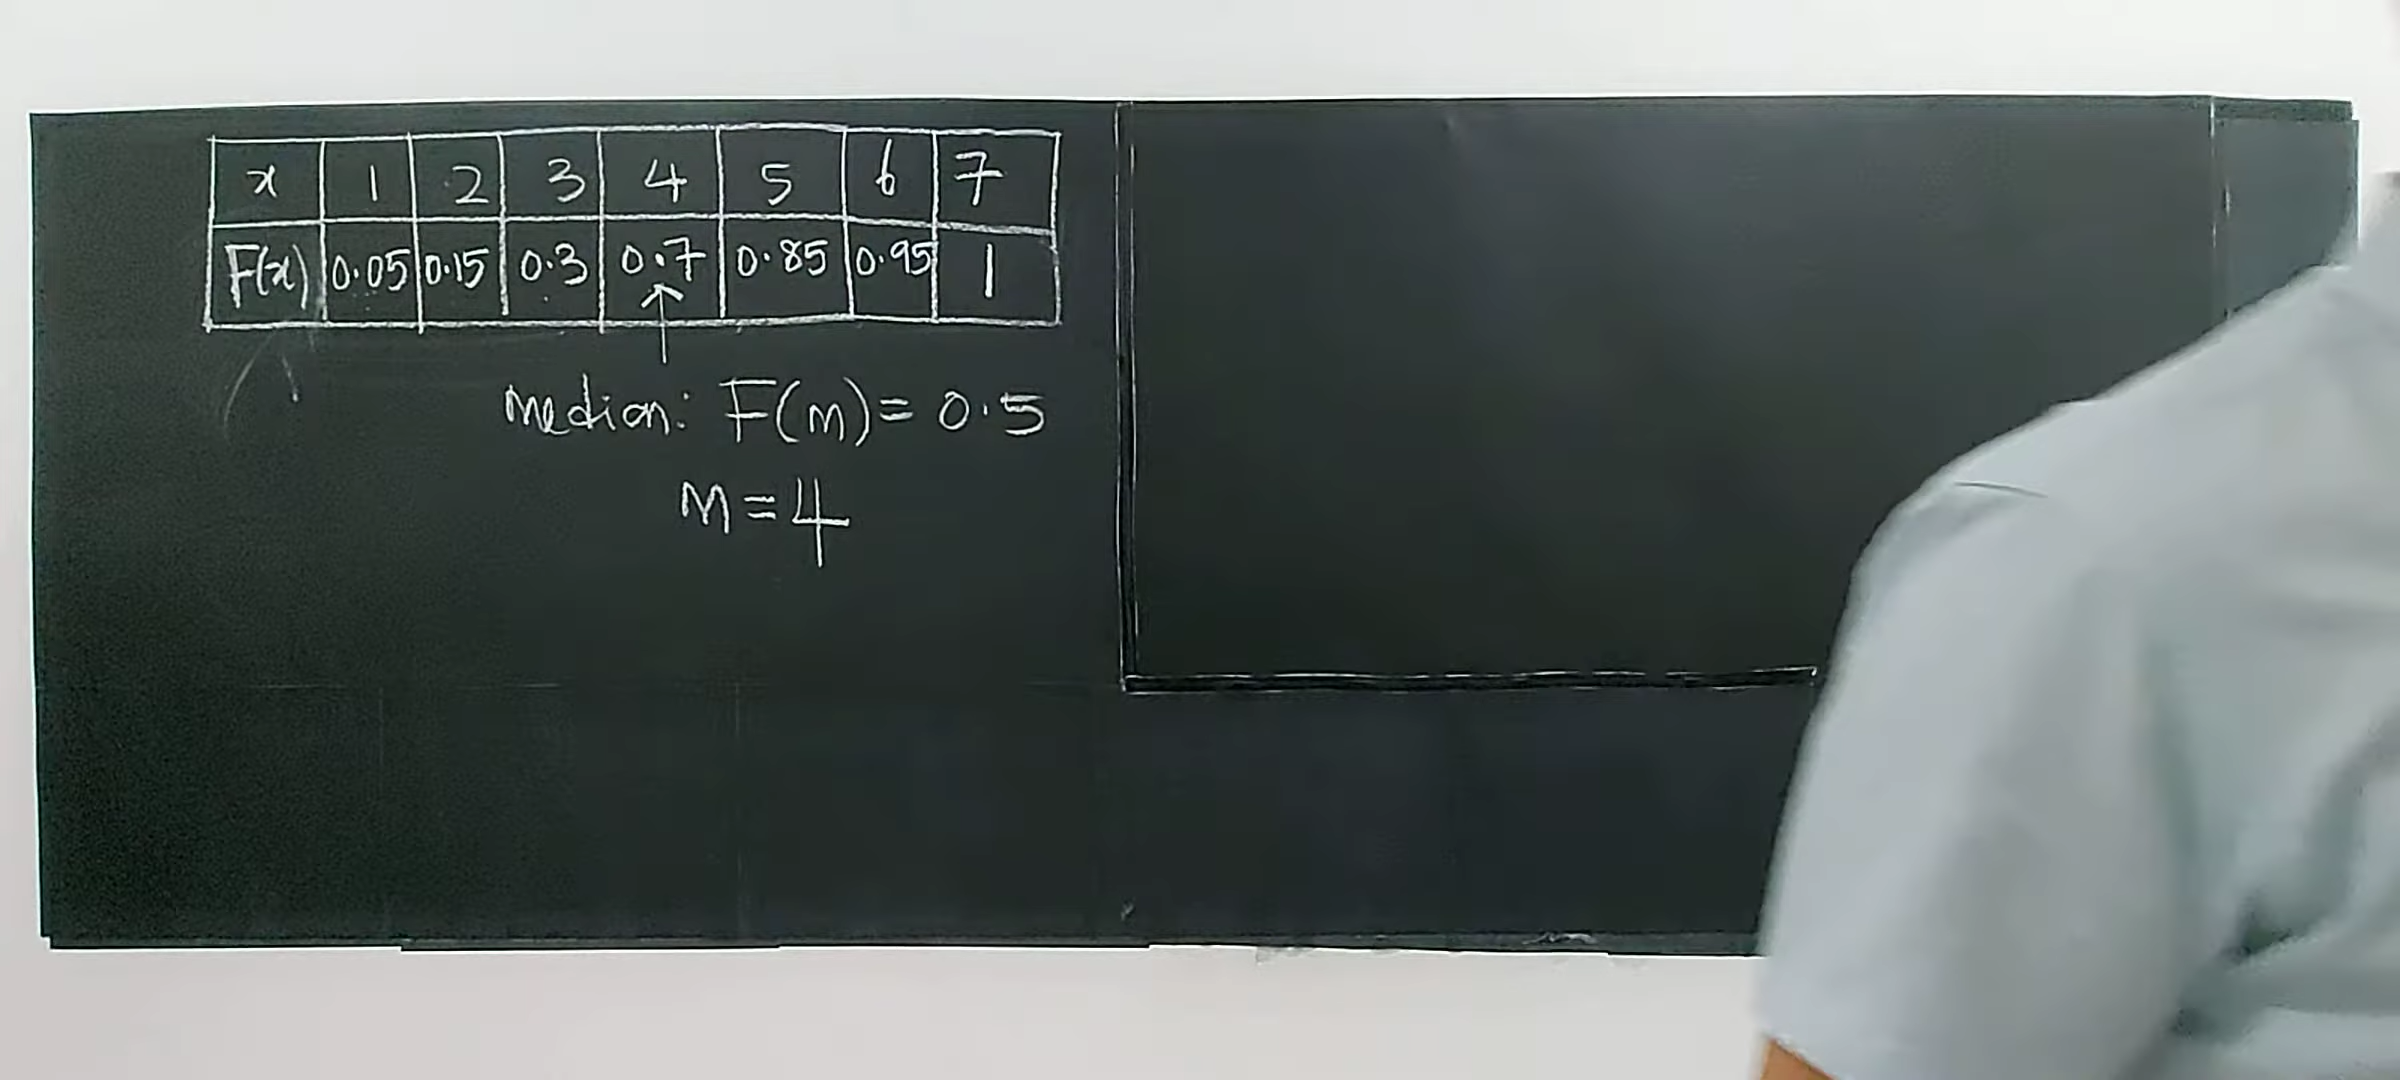 x 1 2 3 4 5 6 7
F(x) 0.05 0.15 0.3 0.7 0.85 0.95 1
median: F(m) = 0.5
m = 4